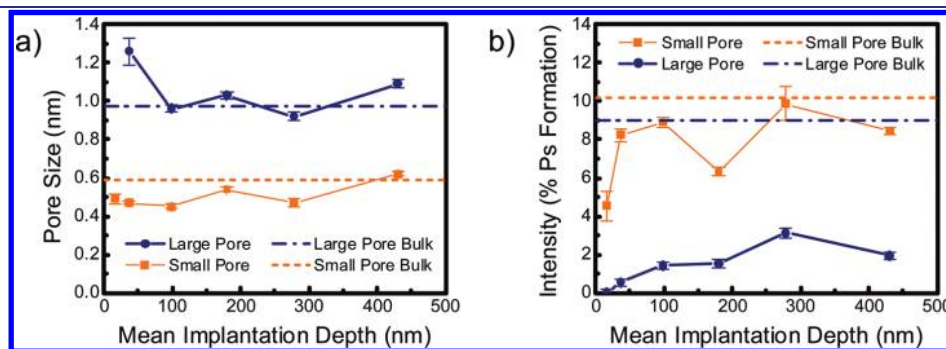 a)
1.4
1.2
1.0
0.8
0.6
0.4
0.2
0.0
Pore Size (nm)
Large Pore
Large Pore Bulk
Small Pore
Small Pore Bulk
0
100
200
300
400
500
Mean Implantation Depth (nm)
b)
14
12
10
8
6
4
2
0
Intensity (% Ps Formation)
Small Pore
Small Pore Bulk
Large Pore
Large Pore Bulk
0
100
200
300
400
500
Mean Implantation Depth (nm)